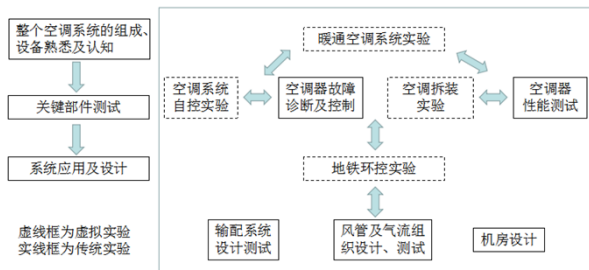 整个空调系统的组成、
设备熟悉及认知
关键部件测试
系统应用及设计
虚线框为虚拟实验
实线框为传统实验
暖通空调系统实验
空调系统
自控实验
空调器故障
诊断及控制
空调拆装
实验
空调器
性能测试
地铁环控实验
输配系统
设计测试
风管及气流组
织设计、测试
机房设计